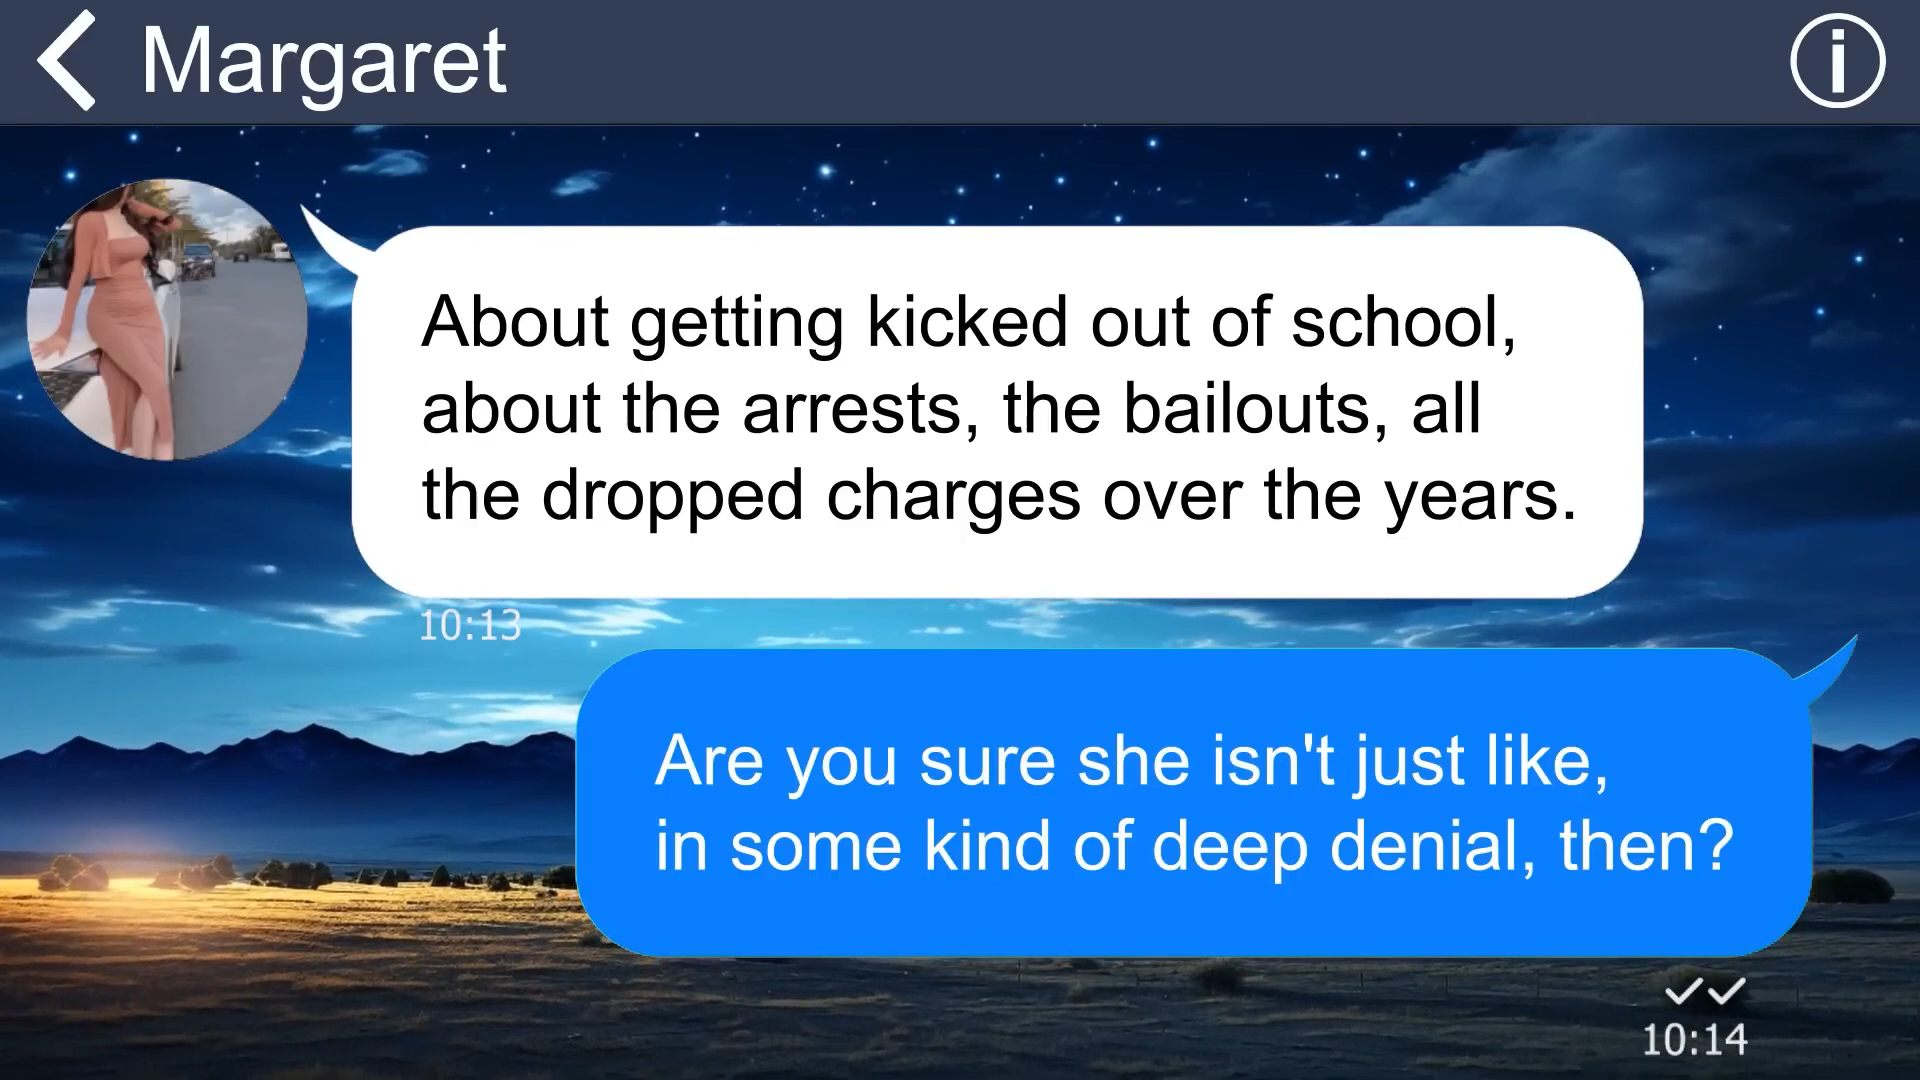 Margaret
About getting kicked out of school,
about the arrests, the bailouts, all
the dropped charges over the years.
10:13
Are you sure she isn't just like,
in some kind of deep denial, then?
10:14